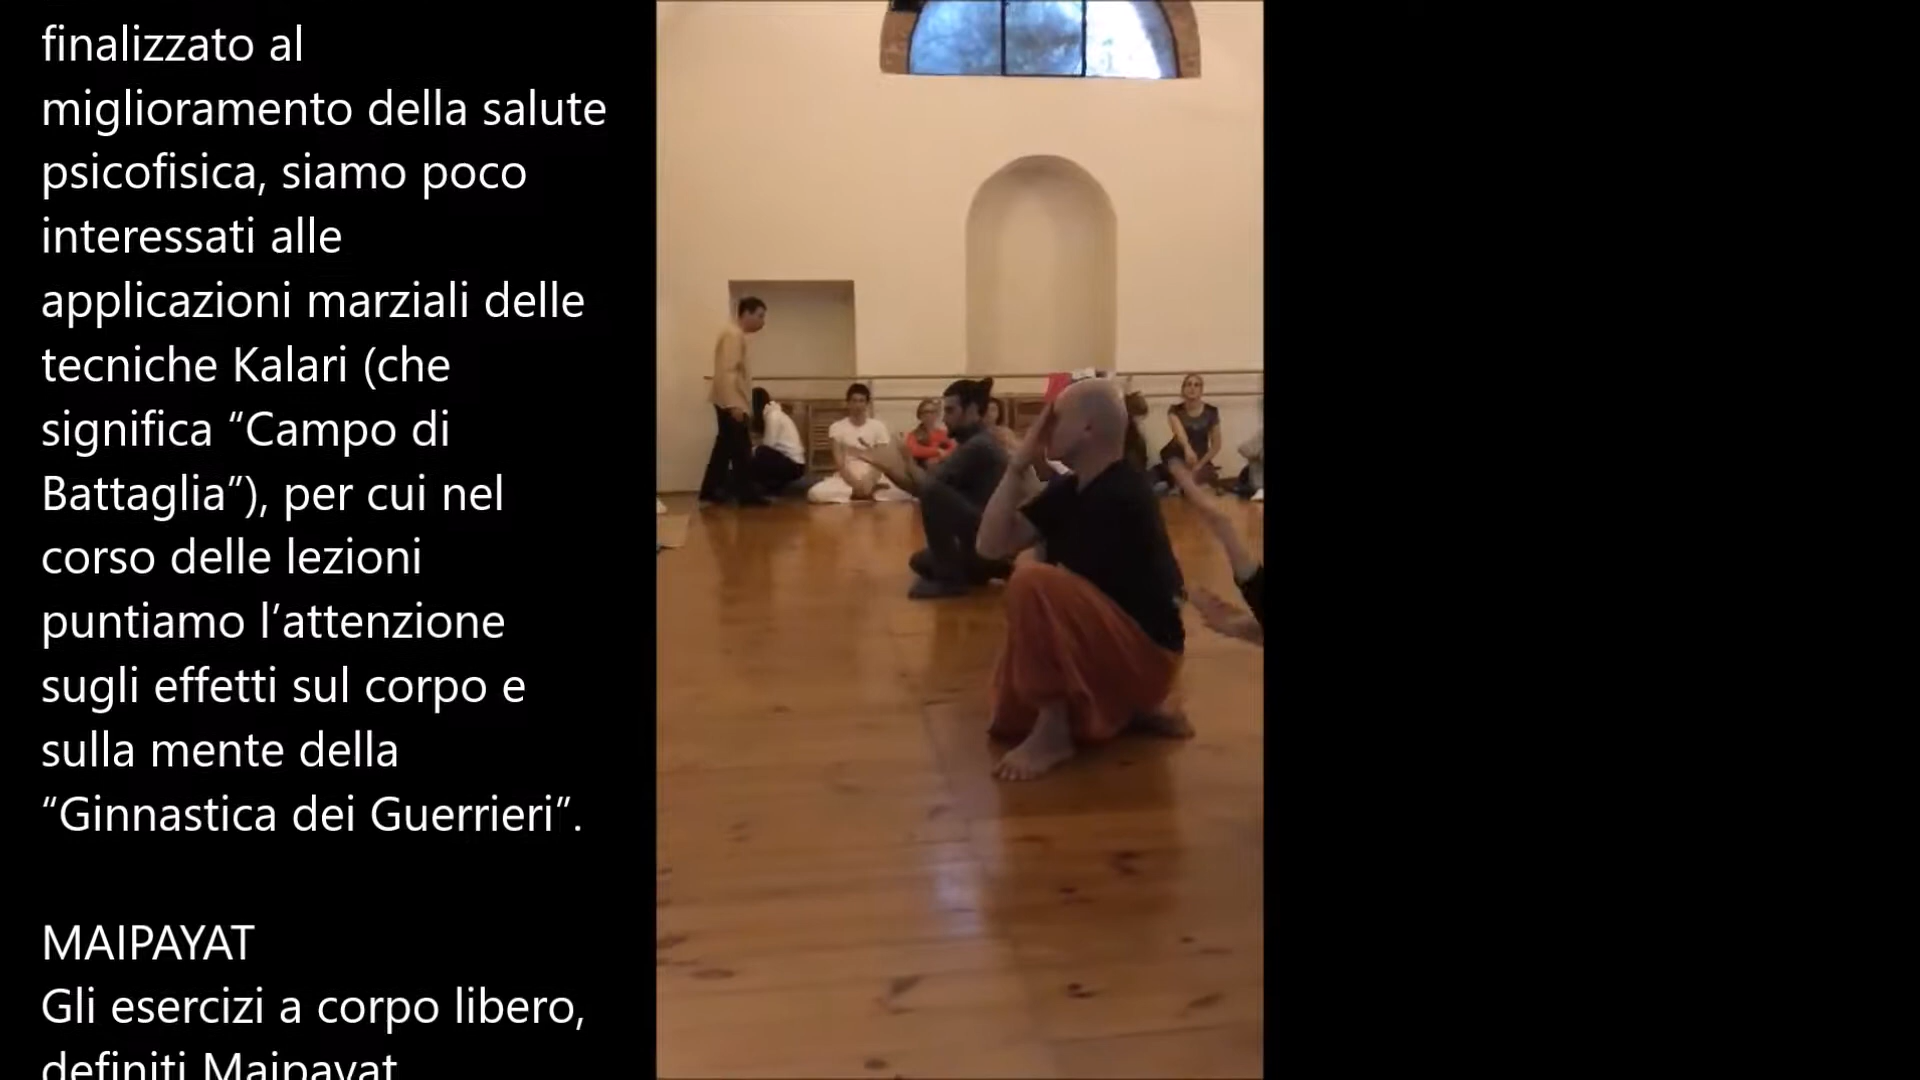 finalizzato al
miglioramento della salute
psicofisica, siamo poco
interessati alle
applicazioni marziali delle
tecniche Kalari (che
significa “Campo di
Battaglia”), per cui nel
corso delle lezioni
puntiamo l’attenzione
sugli effetti sul corpo e
sulla mente della
“Ginnastica dei Guerrieri”.
MAIPAYAT
Gli esercizi a corpo libero,
definiti Maipayat